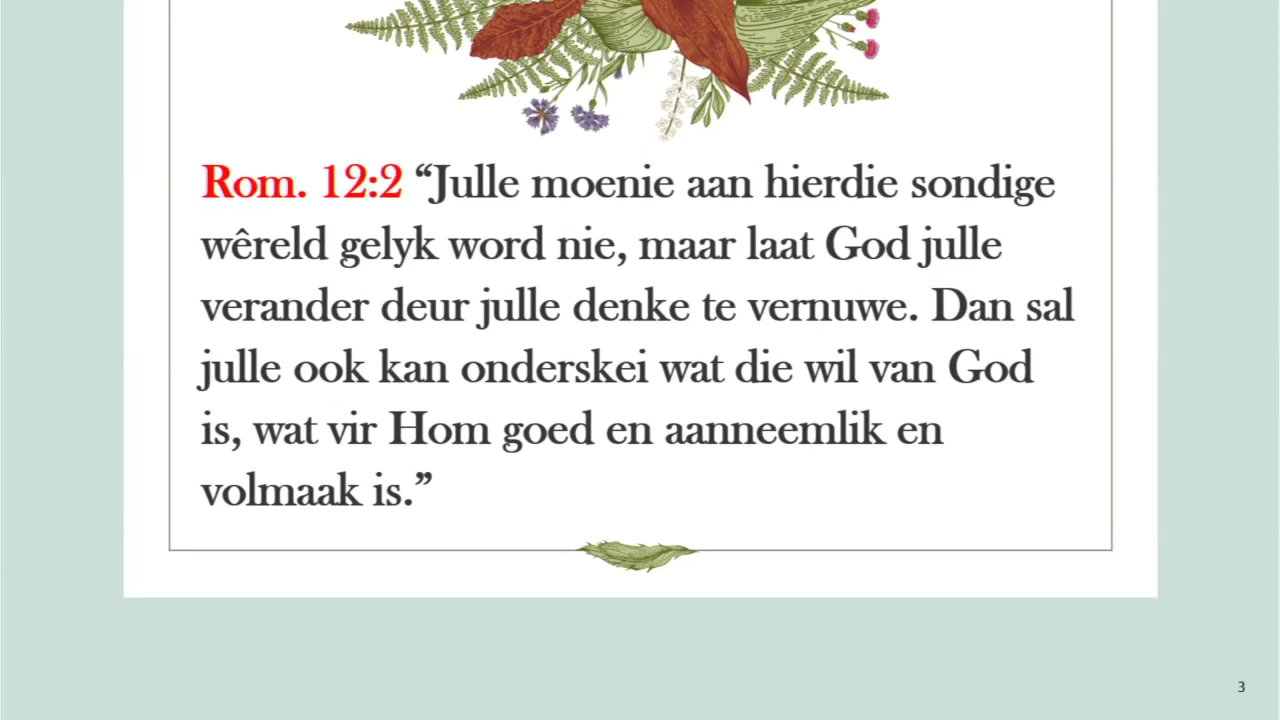 Rom. 12:2 “Julle moenie aan hierdie sondige
wêreld gelyk word nie, maar laat God julle
verander deur julle denke te vernuwe. Dan sal
julle ook kan onderskei wat die wil van God
is, wat vir Hom goed en aanneemlik en
volmaak is.”
3